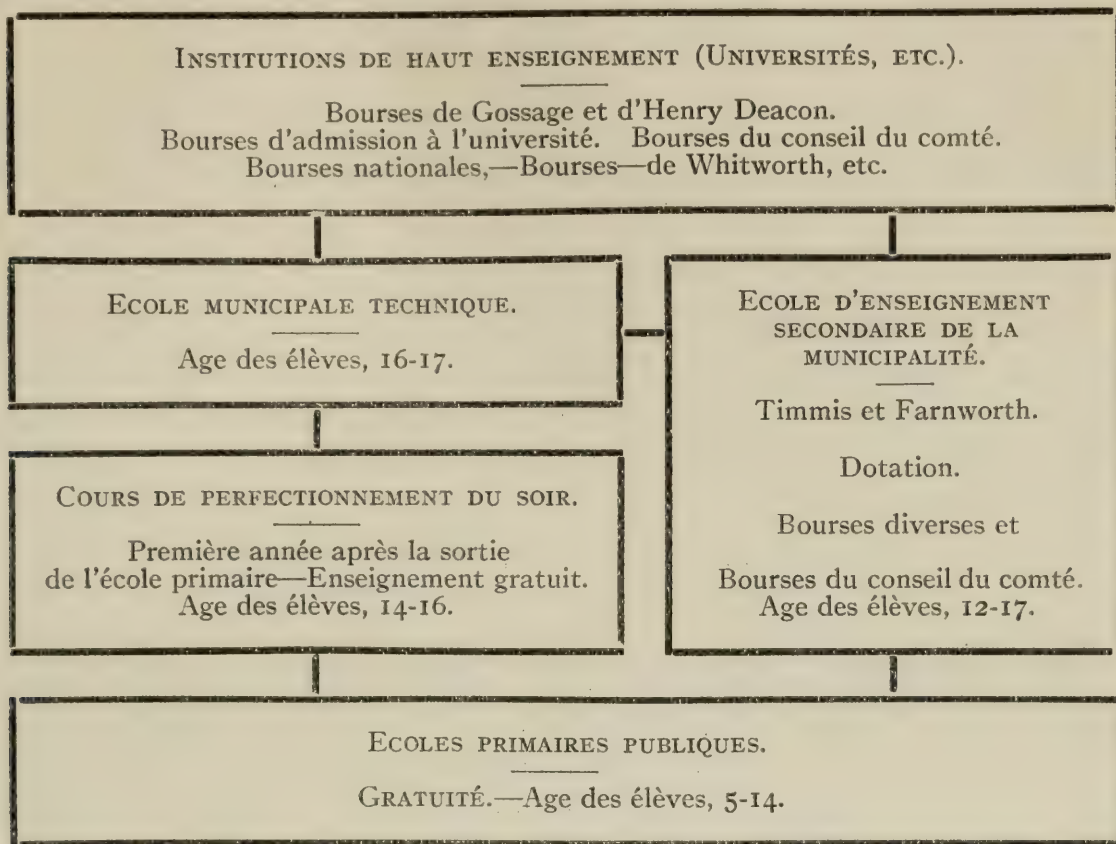 INSTITUTIONS DE HAUT ENSEIGNEMENT (UNIVERSITÉS, ETC.).
Bourses de Gossage et d'Henry Deacon.
Bourses d'admission à l'université. Bourses du conseil du comté.
Bourses nationales,—Bourses—de Whitworth, etc.
ECOLE MUNICIPALE TECHNIQUE.
Age des élèves, 16-17.
COURS DE PERFECTIONNEMENT DU SOIR.
Première année après la sortie
de l'école primaire—Enseignement gratuit.
Age des élèves, 14-16.
ECOLE D'ENSEIGNEMENT
SECONDAIRE DE LA
MUNICIPALITÉ.
Timmis et Farnworth.
Dotation.
Bourses diverses et
Bourses du conseil du comté.
Age des élèves, 12-17.
ECOLES PRIMAIRES PUBLIQUES.
GRATUITÉ.—Age des élèves, 5-14.